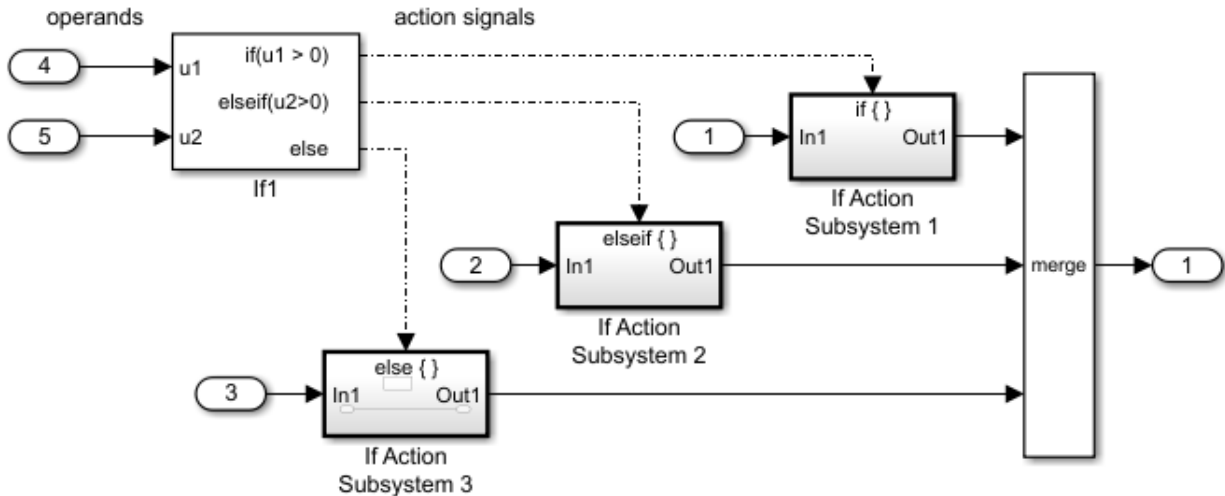 operands
action signals
4
u1
if(u1 > 0)
elseif(u2>0)
5
u2
else
If1
if { }
1
In1
Out1
If Action
Subsystem 1
elseif { }
2
In1
Out1
If Action
Subsystem 2
merge
1
else { }
3
In1
Out1
If Action
Subsystem 3